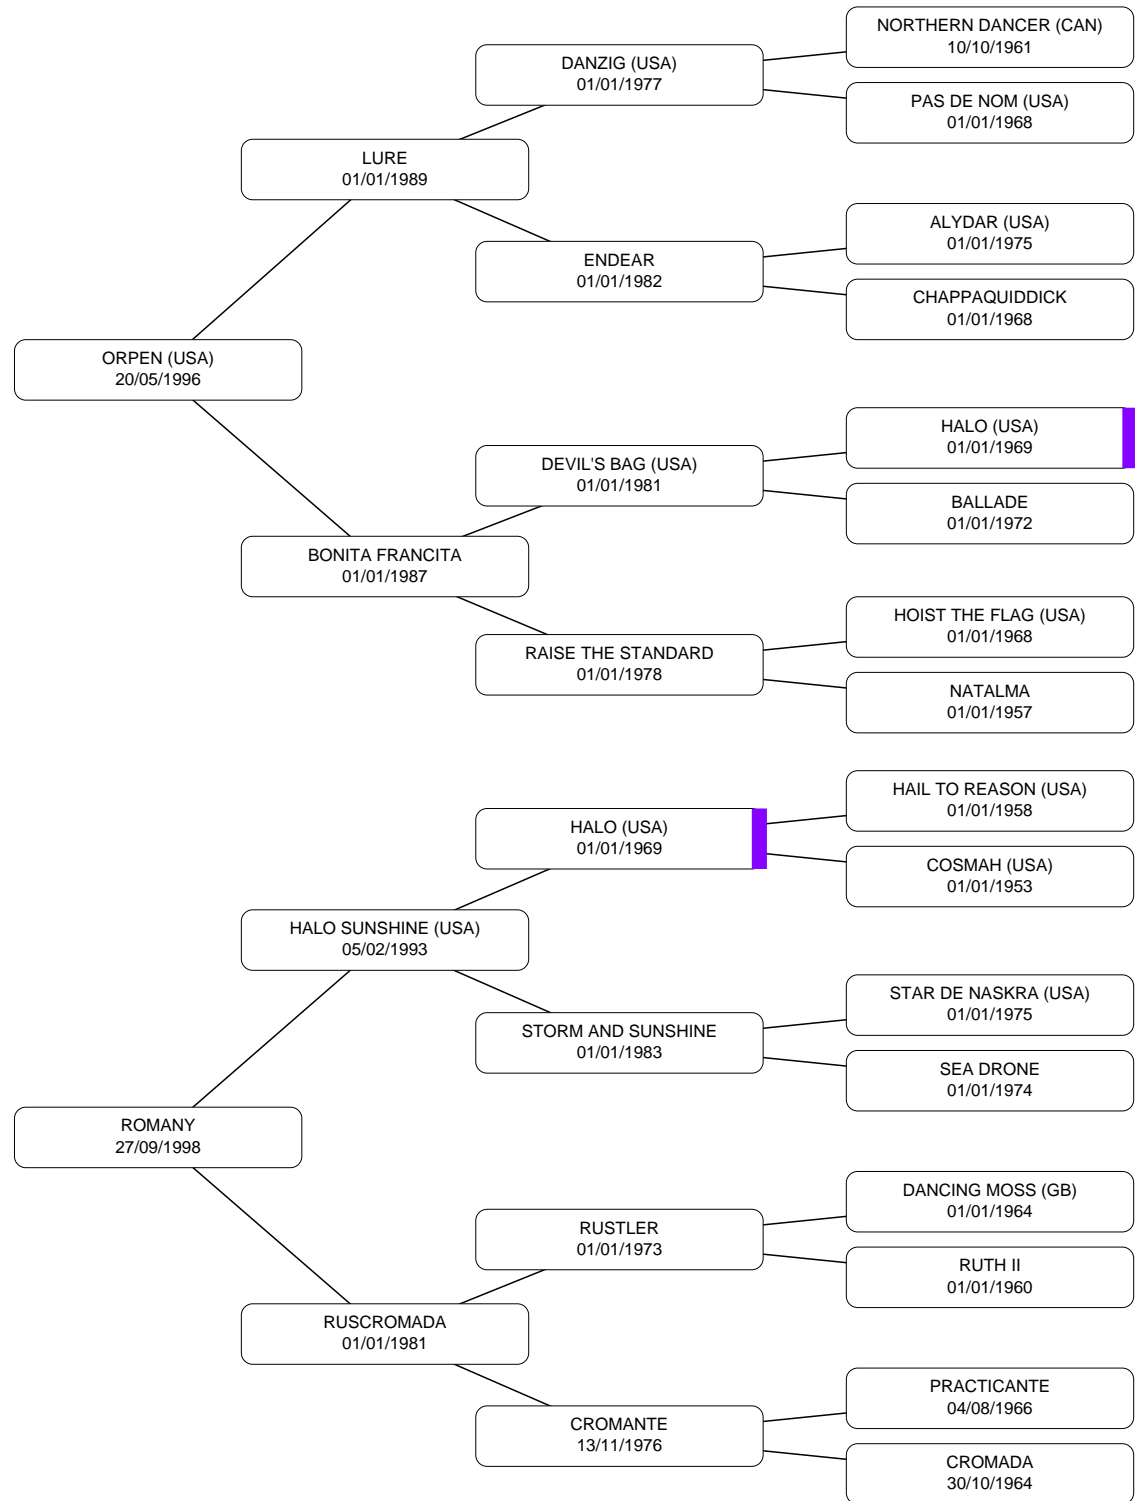 NORTHERN DANCER (CAN)
10/10/1961
DANZIG (USA)
01/01/1977
PAS DE NOM (USA)
01/01/1968
LURE
01/01/1989
ALYDAR (USA)
01/01/1975
ENDEAR
01/01/1982
CHAPPAQUIDDICK
01/01/1968
ORPEN (USA)
20/05/1996
HALO (USA)
01/01/1969
DEVIL'S BAG (USA)
01/01/1981
BALLADE
01/01/1972
BONITA FRANCITA
01/01/1987
HOIST THE FLAG (USA)
01/01/1968
RAISE THE STANDARD
01/01/1978
NATALMA
01/01/1957
HAIL TO REASON (USA)
01/01/1958
HALO (USA)
01/01/1969
COSMAH (USA)
01/01/1953
HALO SUNSHINE (USA)
05/02/1993
STAR DE NASKRA (USA)
01/01/1975
STORM AND SUNSHINE
01/01/1983
SEA DRONE
01/01/1974
ROMANY
27/09/1998
DANCING MOSS (GB)
01/01/1964
RUSTLER
01/01/1973
RUTH II
01/01/1960
RUSCROMADA
01/01/1981
PRACTICANTE
04/08/1966
CROMANTE
13/11/1976
CROMADA
30/10/1964